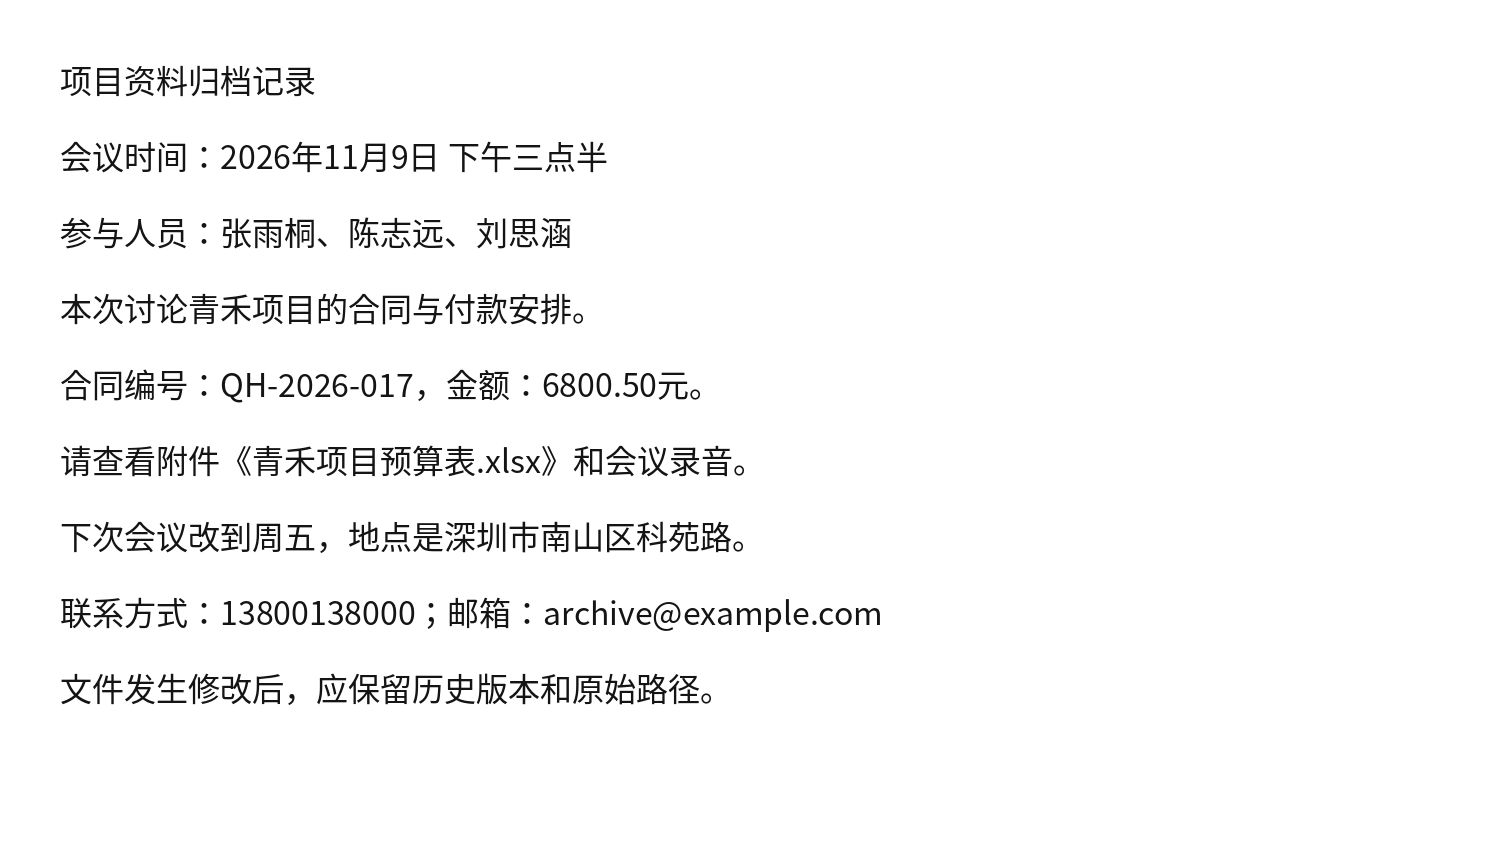 项目资料归档记录
会议时间：2026年11月9日 下午三点半
参与人员：张雨桐、陈志远、刘思涵
本次讨论青禾项目的合同与付款安排。
合同编号：QH-2026-017，金额：6800.50元。
请查看附件《青禾项目预算表.xlsx》和会议录音。
下次会议改到周五，地点是深圳市南山区科苑路。
联系方式：13800138000；邮箱：archive@example.com
文件发生修改后，应保留历史版本和原始路径。